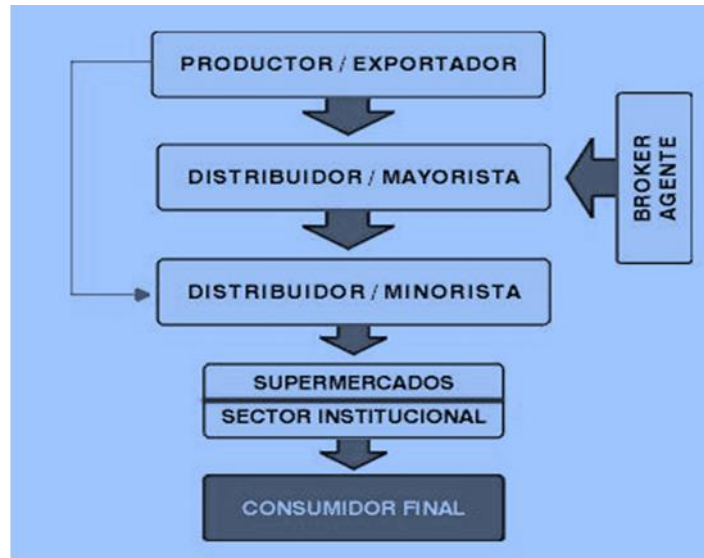 PRODUCTOR / EXPORTADOR
DISTRIBUIDOR / MAYORISTA
BROKER
AGENTE
DISTRIBUIDOR / MINORISTA
SUPERMERCADOS
SECTOR INSTITUCIONAL
CONSUMIDOR FINAL